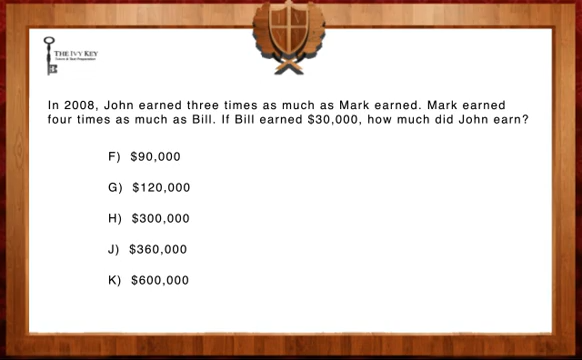 THE IVY KEY
In 2008, John earned three times as much as Mark earned. Mark earned
four times as much as Bill. If Bill earned $30,000, how much did John earn?
F) $90,000
G) $120,000
H) $300,000
J) $360,000
K) $600,000